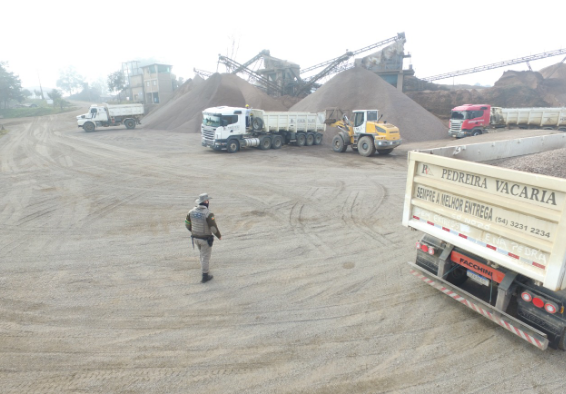 PEDREIRA VACARIA
SEMPRE A MELHOR ENTREGA (54) 3231 2234
FACCHINI